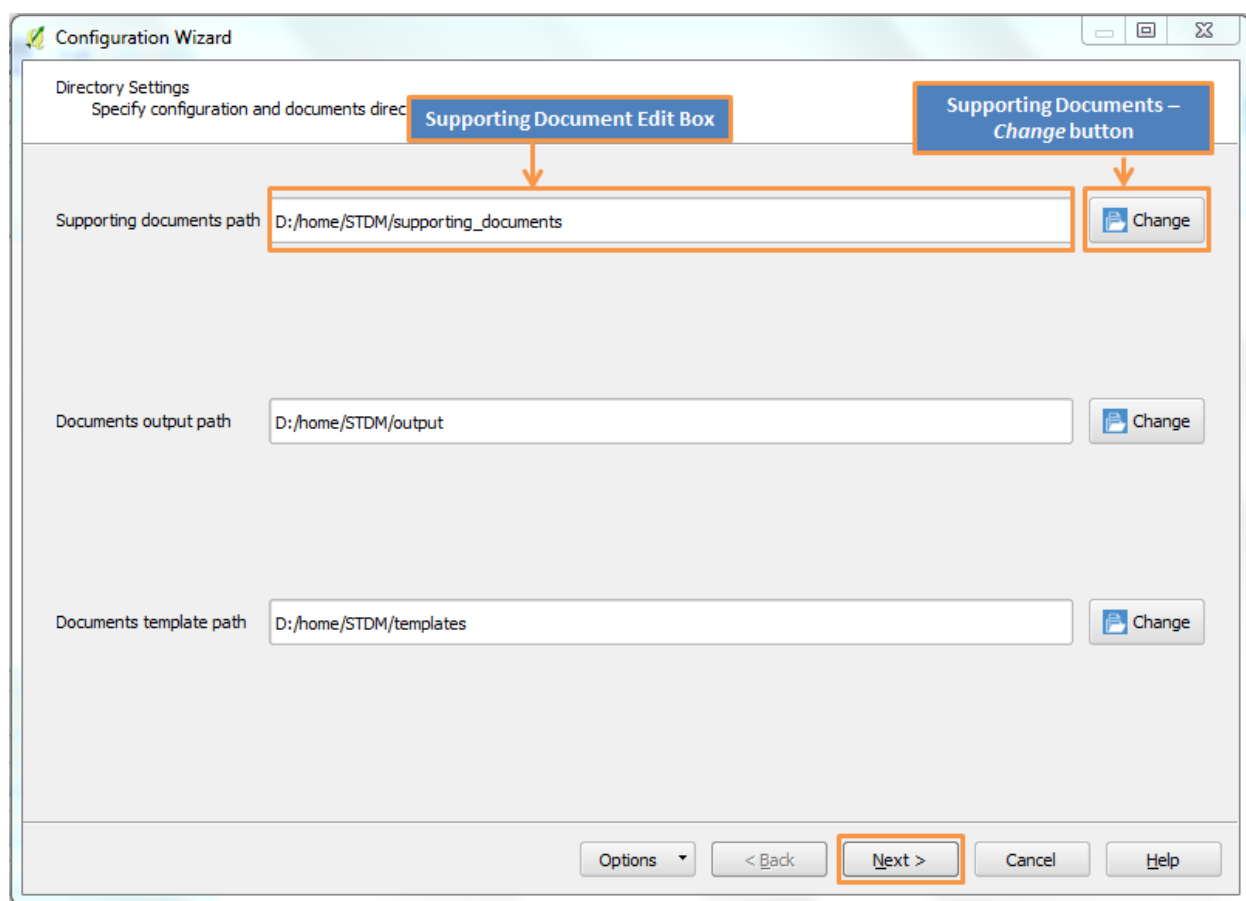 Configuration Wizard
Directory Settings
Specify configuration and documents direc
Supporting Document Edit Box
Supporting Documents –
Change button
Supporting documents path
D:/home/STDM/supporting_documents
Change
Documents output path
D:/home/STDM/output
Change
Documents template path
D:/home/STDM/templates
Change
Options
< Back
Next >
Cancel
Help